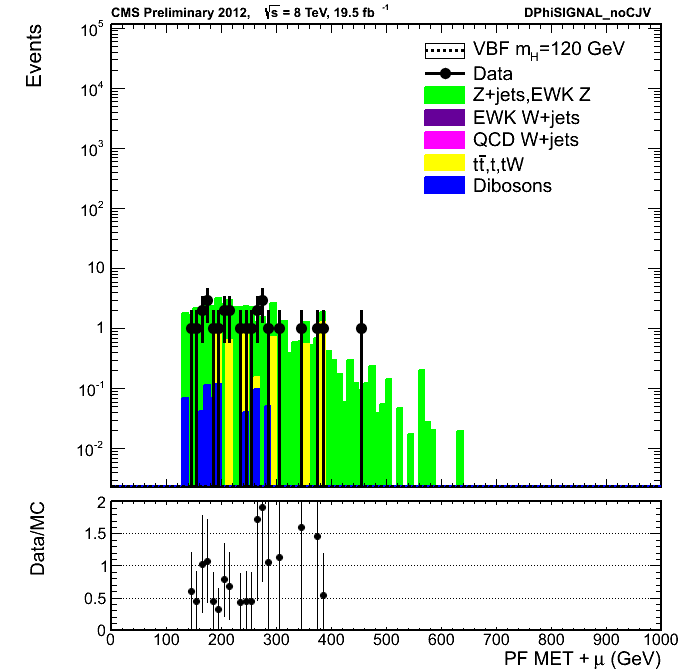 CMS Preliminary 2012, √s = 8 TeV, 19.5 fb⁻¹ DPhiSIGNAL_noCJV
Events
10⁵
10⁴
10³
10²
10
1
10⁻¹
10⁻²
VBF m_H=120 GeV
Data
Z+jets,EWK Z
EWK W+jets
QCD W+jets
tt̄,t,tW
Dibosons
Data/MC
2
1.5
1
0.5
0
0 100 200 300 400 500 600 700 800 900 1000
PF MET + μ (GeV)